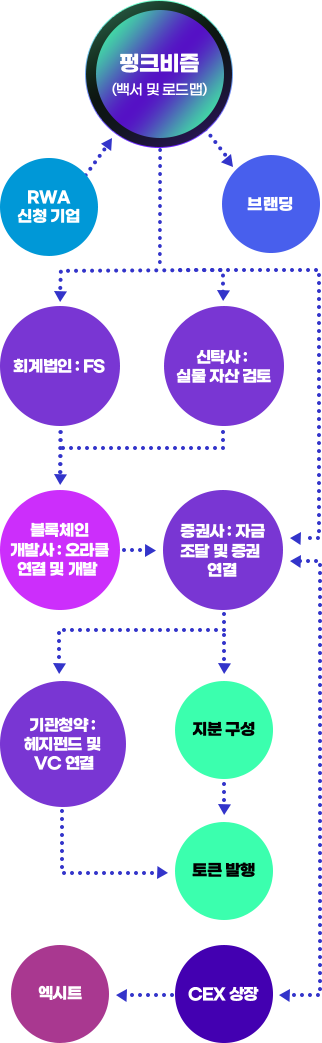 펑크비즘
(백서 및 로드맵)
RWA
신청 기업
브랜딩
회계법인 : FS
신탁사 :
실물 자산 검토
블록체인
개발사 : 오라클
연결 및 개발
증권사 : 자금
조달 및 증권
연결
기관청약 :
헤지펀드 및
VC 연결
지분 구성
토큰 발행
엑시트
CEX 상장